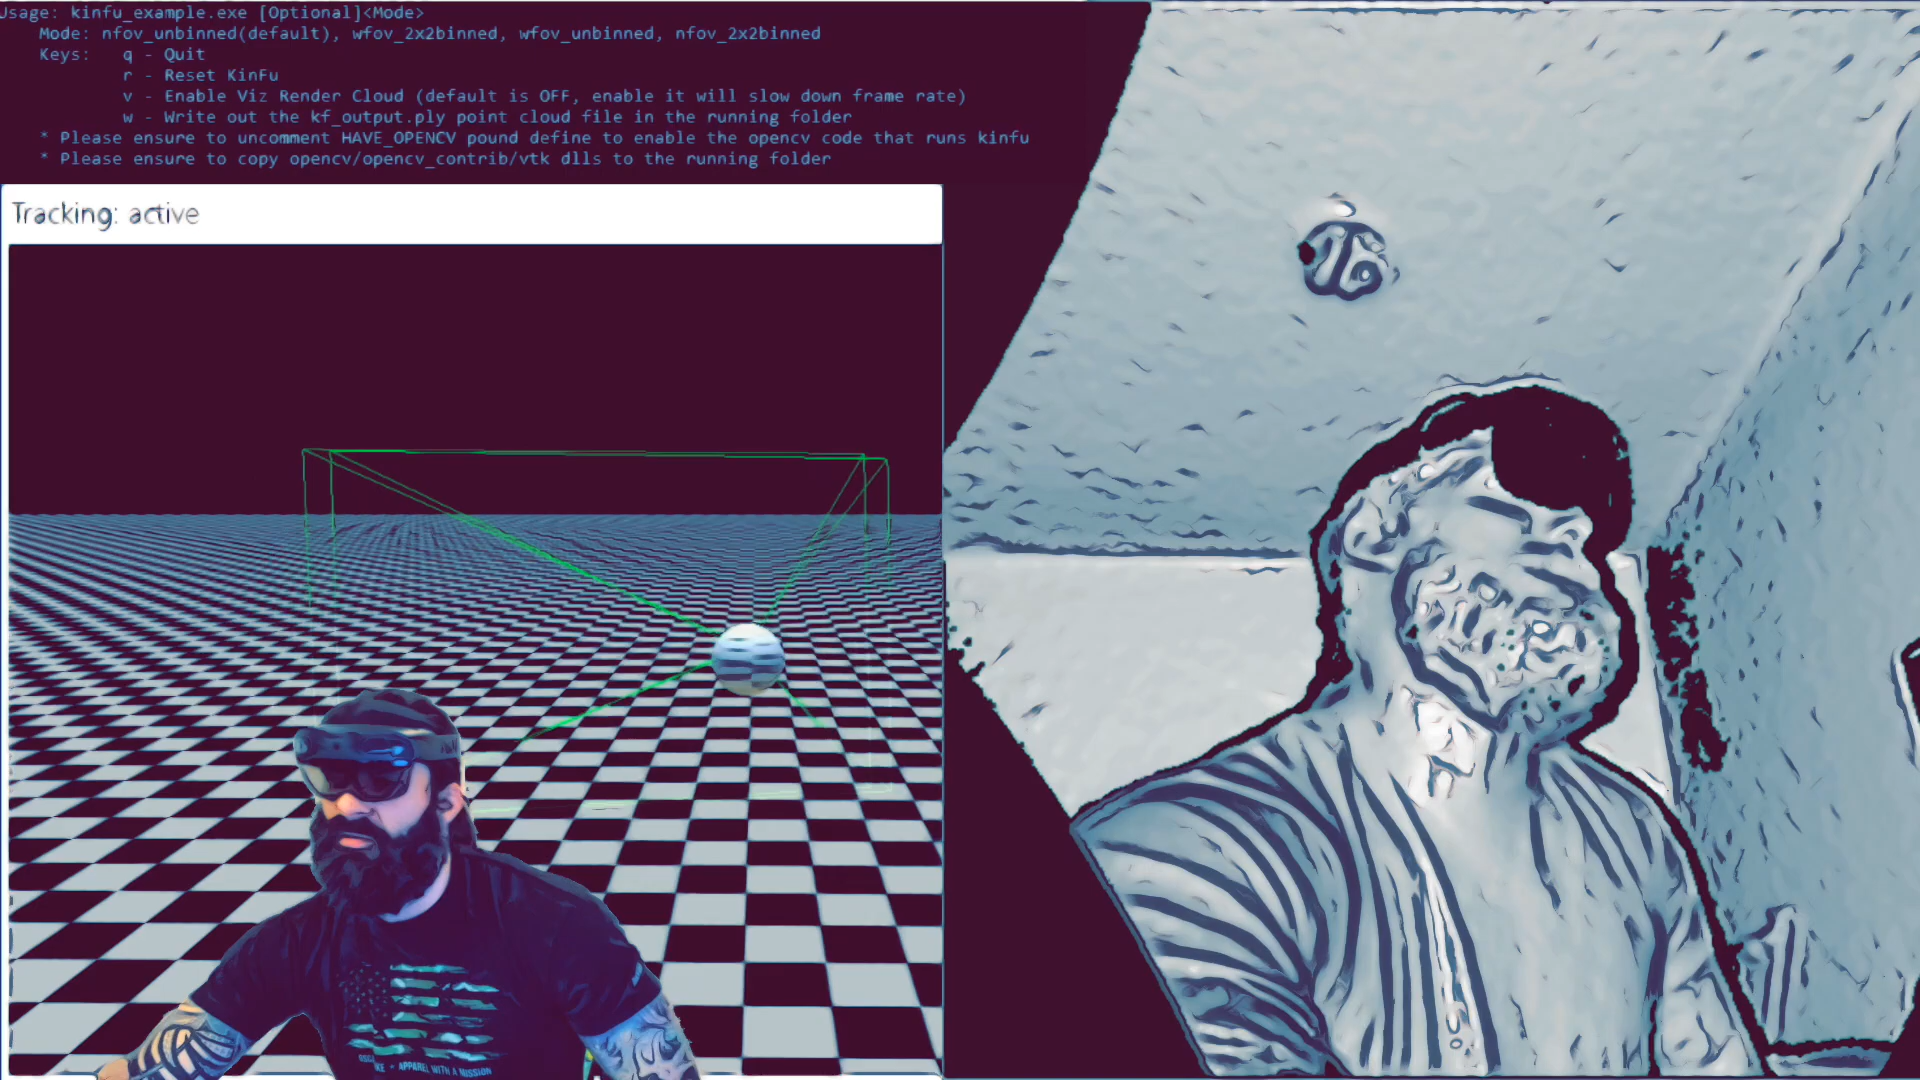 Usage: kinfu_example.exe [Optional]<Mode>
Mode: nfov_unbinned(default), wfov_2x2binned, wfov_unbinned, nfov_2x2binned
Keys: q - Quit
r - Reset KinFu
v - Enable Viz Render Cloud (default is OFF, enable it will slow down frame rate)
w - Write out the kf_output.ply point cloud file in the running folder
* Please ensure to uncomment HAVE_OPENCV pound define to enable the opencv code that runs kinfu
* Please ensure to copy opencv/opencv_contrib/vtk dlls to the running folder
Tracking: active
APPAREL WITH A MISSION